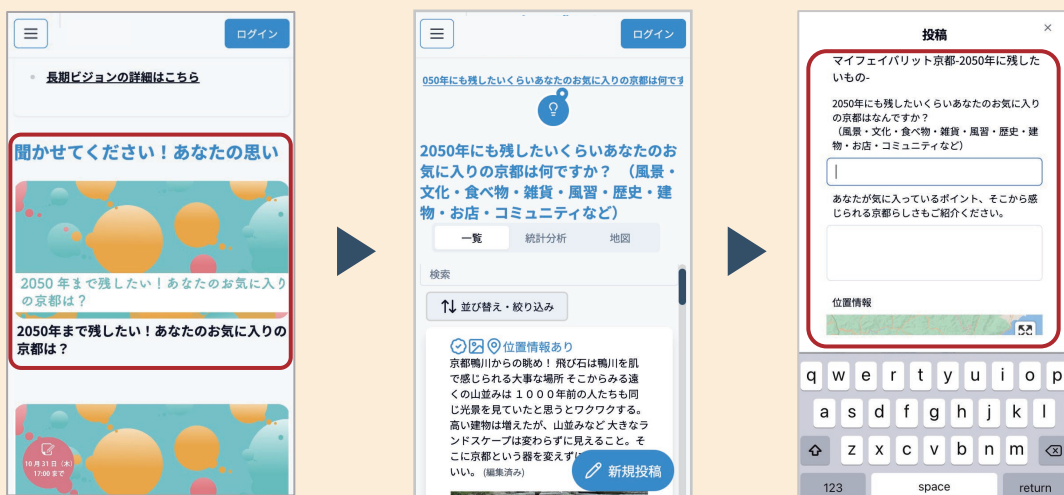 ログイン
長期ビジョンの詳細はこちら
聞かせてください！あなたの思い
2050 年まで残したい！あなたのお気に入り
の京都は？
2050年まで残したい！あなたのお気に入りの
京都は？
10 月 31 日（木）
17:00 まで
ログイン
050年にも残したいくらいあなたのお気に入りの京都は何です
2050年にも残したいくらいあなたのお
気に入りの京都は何ですか？ （風景・
文化・食べ物・雑貨・風習・歴史・建
物・お店・コミュニティなど）
一覧 統計分析 地図
検索
並び替え・絞り込み
位置情報あり
京都鴨川からの眺め！ 飛び石は鴨川を肌
で感じられる大事な場所 そこからみる遠
くの山並みは １０００年前の人たちも同
じ光景を見ていたと思うとワクワクする。
高い建物は増えたが、山並みなど 大きなラ
ンドスケープは変わらずに見えること。そ
こに京都という器を変えず
いい。 (編集済み)
新規投稿
投稿 ×
マイフェイバリット京都-2050年に残した
いもの-
2050年にも残したいくらいあなたのお気に入り
の京都はなんですか？
（風景・文化・食べ物・雑貨・風習・歴史・建
物・お店・コミュニティなど）
あなたが気に入っているポイント、そこから感
じられる京都らしさもご紹介ください。
位置情報
q w e r t y u i o p
a s d f g h j k l
z x c v b n m
123 space return